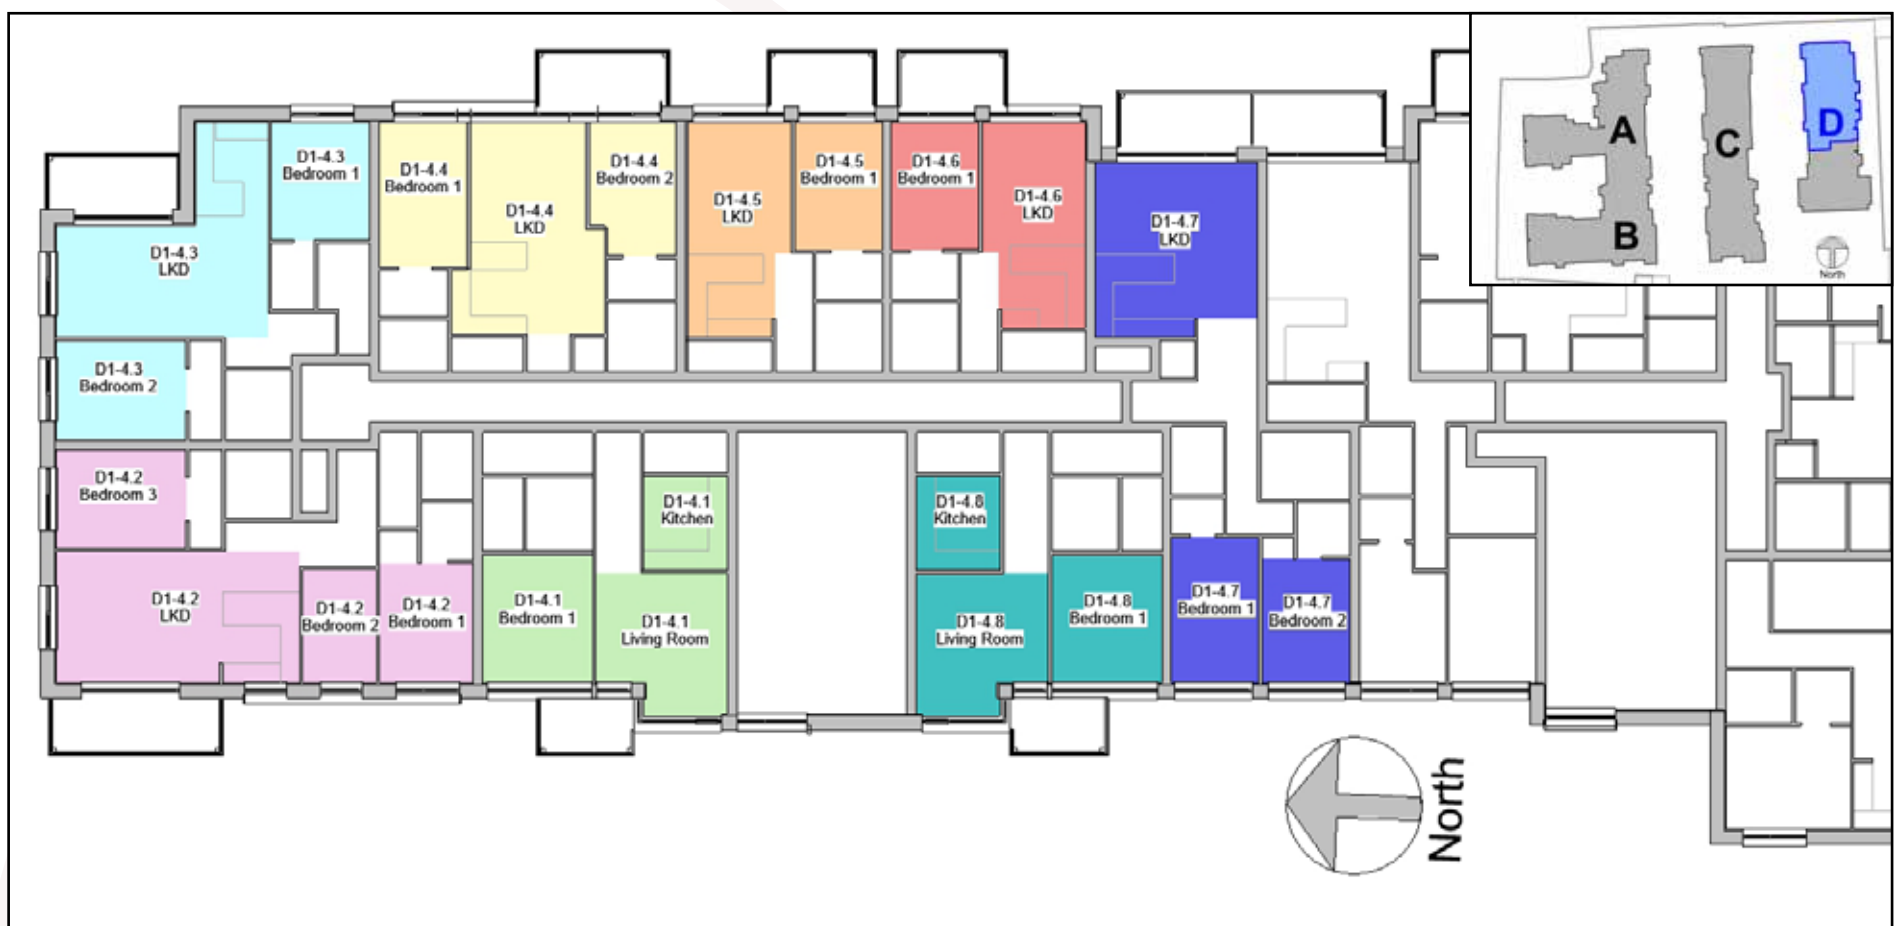 D1-4.3
Bedroom 1
D1-4.4
Bedroom 1
D1-4.4
Bedroom 2
D1-4.5
Bedroom 1
D1-4.6
Bedroom 1
D1-4.3
LKD
D1-4.4
LKD
D1-4.5
LKD
D1-4.6
LKD
D1-4.7
LKD
A
B
C
D
North
D1-4.3
Bedroom 2
D1-4.2
Bedroom 3
D1-4.1
Kitchen
D1-4.8
Kitchen
D1-4.2
LKD
D1-4.2
Bedroom 2
D1-4.2
Bedroom 1
D1-4.1
Bedroom 1
D1-4.1
Living Room
D1-4.8
Living Room
D1-4.8
Bedroom 1
D1-4.7
Bedroom 1
D1-4.7
Bedroom 2
North